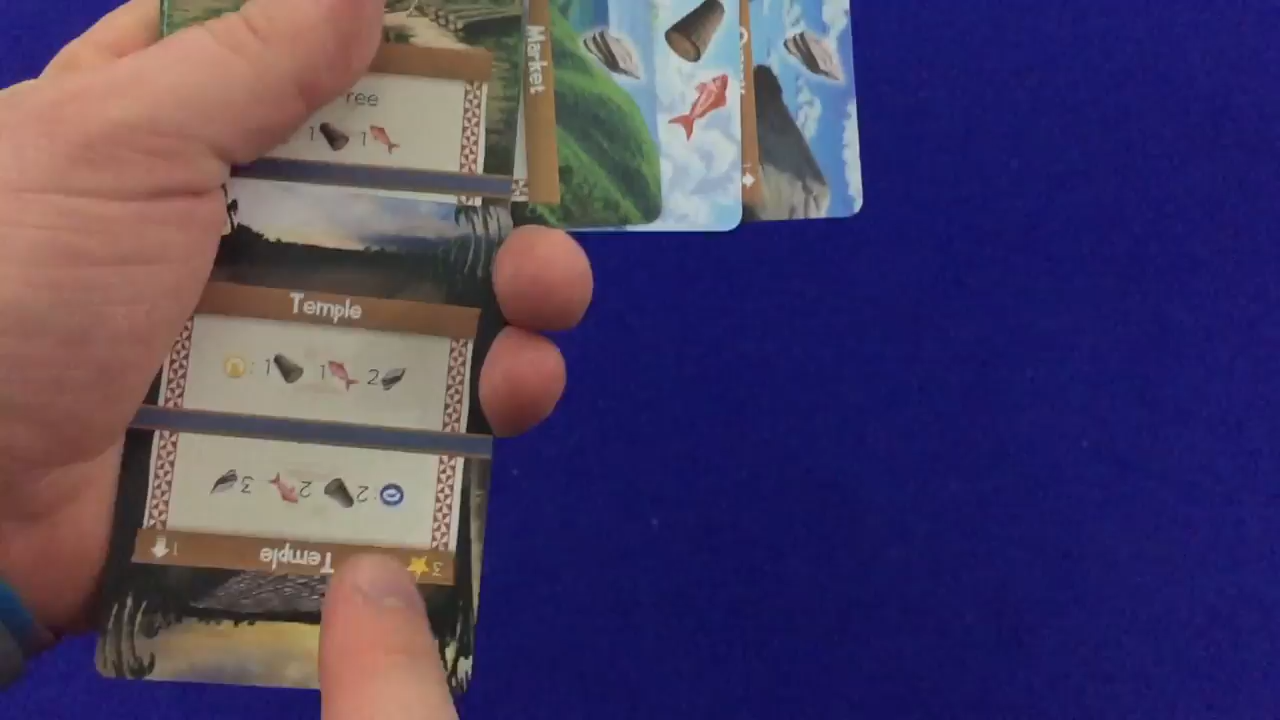 Market
ree
1 1
Temple
: 1 1 2
2: 2 3
Temple
3
1